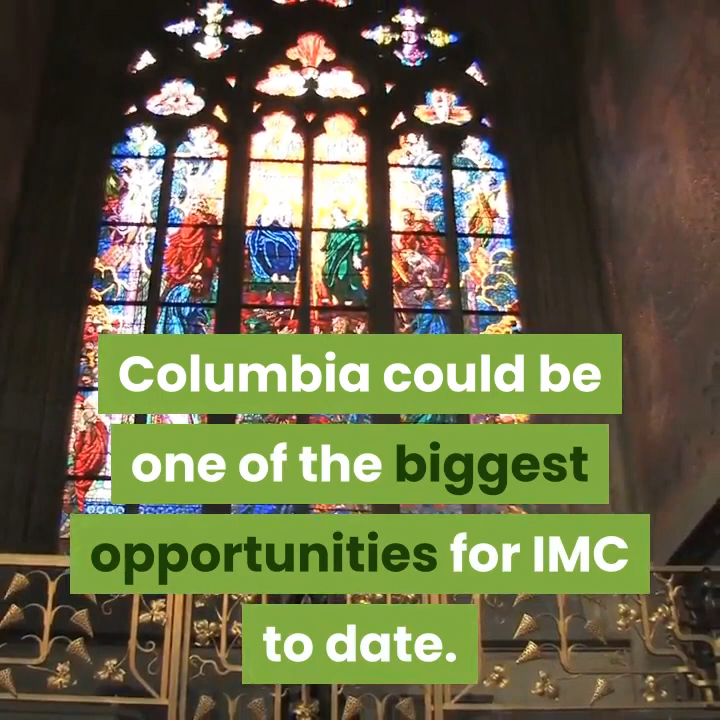 Columbia could be
one of the biggest
opportunities for IMC
to date.